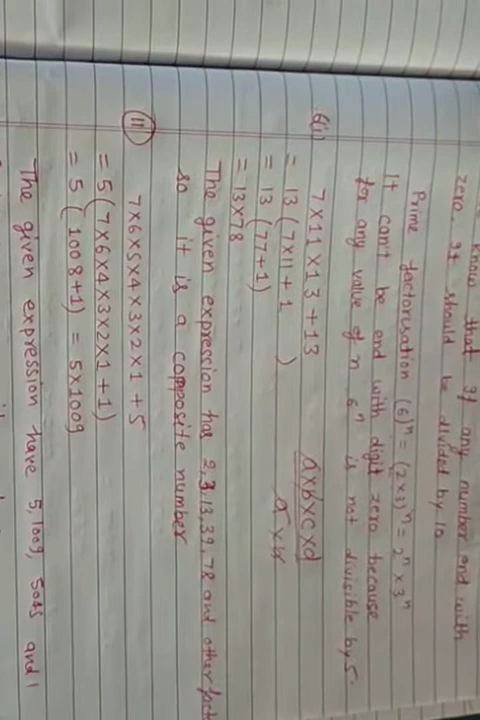 know that if any number end with
zero it should be divided by 10
Prime factorisation (6)ⁿ = (2×3)ⁿ = 2ⁿ × 3ⁿ
It can't be end with digit zero because
for any value of n 6ⁿ is not divisible by 5.
6(i) 7×11×13+13
= 13 (7×11+1) a×b×c×d
= 13 (77+1)
= 13×78
The given expression has 2,3,13,39,78 and other
so it is a composite number
(ii) 7×6×5×4×3×2×1+5
= 5(7×6×4×3×2×1+1)
= 5(1008+1) = 5×1009
The given expression have 5,1009, 5045 and 1